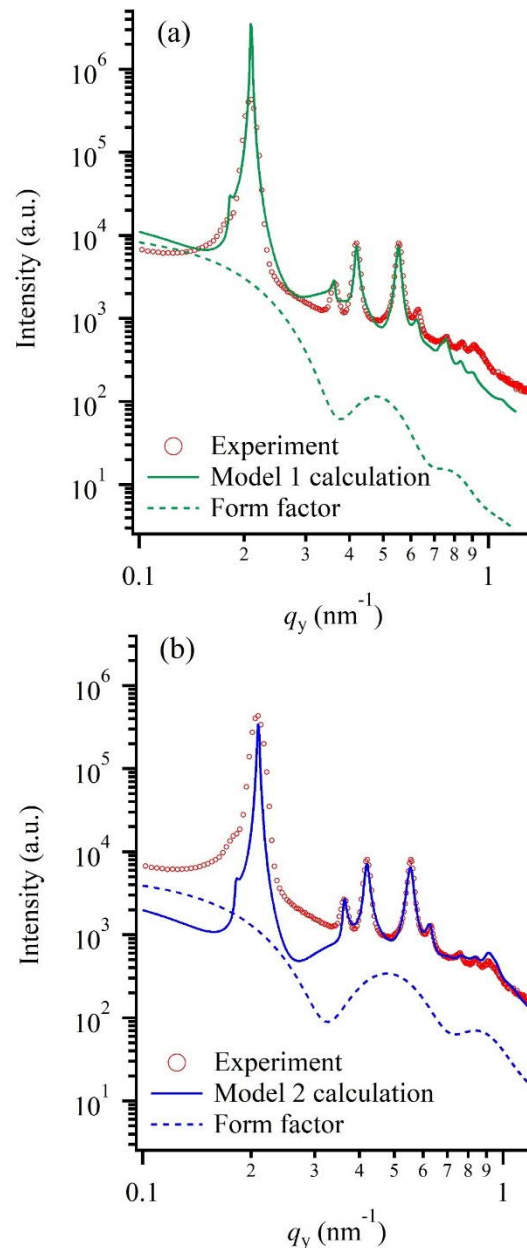 (a)
10^6
10^5
10^4
10^3
10^2
10^1
Intensity (a.u.)
Experiment
Model 1 calculation
Form factor
0.1 2 3 4 5 6 7 8 9 1
q_y (nm^-1)
(b)
10^6
10^5
10^4
10^3
10^2
10^1
Intensity (a.u.)
Experiment
Model 2 calculation
Form factor
0.1 2 3 4 5 6 7 8 9 1
q_y (nm^-1)